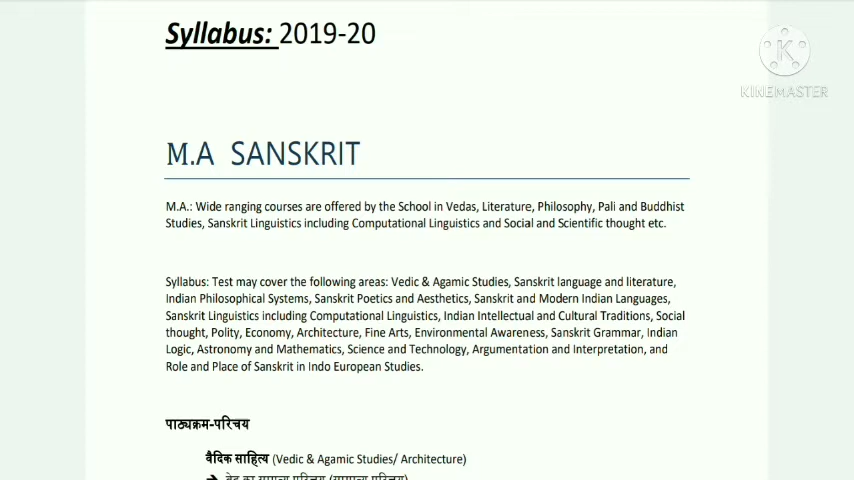 Syllabus: 2019-20
K
KINEMASTER
M.A SANSKRIT
M.A.: Wide ranging courses are offered by the School in Vedas, Literature, Philosophy, Pali and Buddhist
Studies, Sanskrit Linguistics including Computational Linguistics and Social and Scientific thought etc.
Syllabus: Test may cover the following areas: Vedic & Agamic Studies, Sanskrit language and literature,
Indian Philosophical Systems, Sanskrit Poetics and Aesthetics, Sanskrit and Modern Indian Languages,
Sanskrit Linguistics including Computational Linguistics, Indian Intellectual and Cultural Traditions, Social
thought, Polity, Economy, Architecture, Fine Arts, Environmental Awareness, Sanskrit Grammar, Indian
Logic, Astronomy and Mathematics, Science and Technology, Argumentation and Interpretation, and
Role and Place of Sanskrit in Indo European Studies.
पाठ्यक्रम-परिचय
वैदिक साहित्य (Vedic & Agamic Studies/ Architecture)